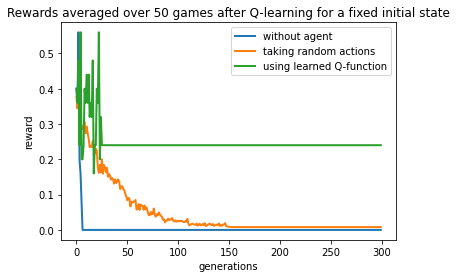 Rewards averaged over 50 games after Q-learning for a fixed initial state
without agent
taking random actions
using learned Q-function
reward
0.5
0.4
0.3
0.2
0.1
0.0
0 50 100 150 200 250 300
generations